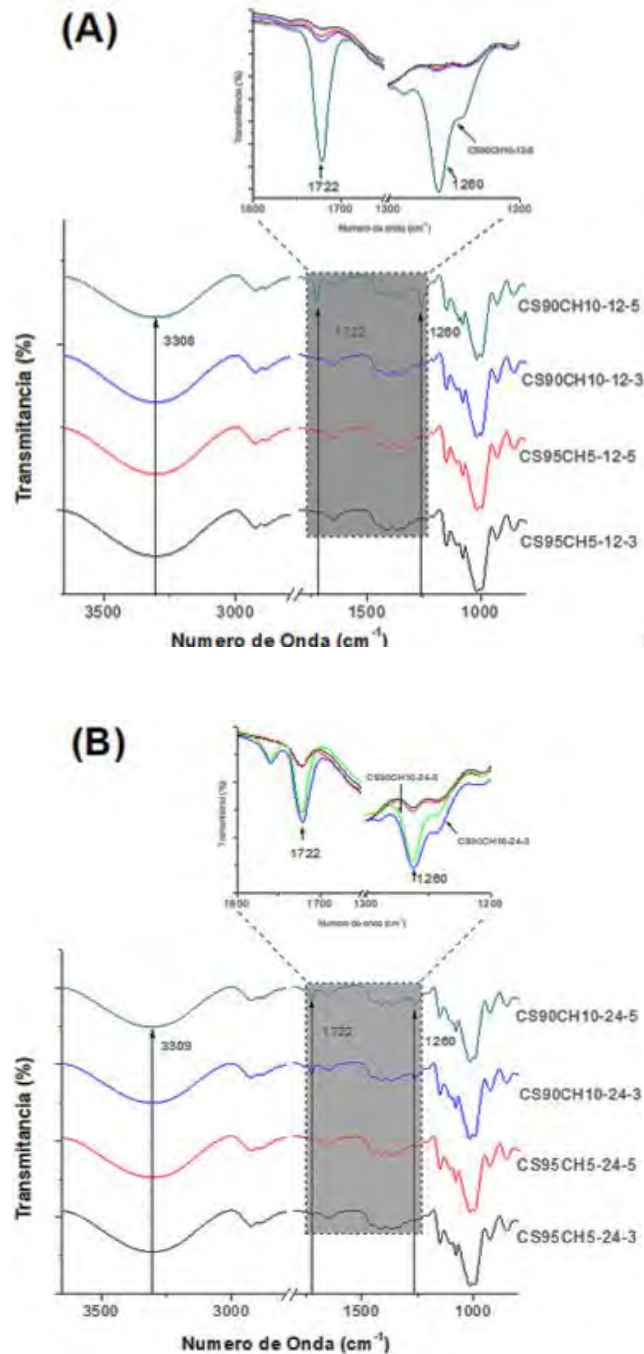 (A)
Transmitancia (%)
1722
CS90CH10-12-5
1260
1800
1700
1300
1200
Numero de onda (cm⁻¹)
3308
1722
1260
CS90CH10-12-5
CS90CH10-12-3
CS95CH5-12-5
CS95CH5-12-3
Transmitancia (%)
3500
3000
1500
1000
Numero de Onda (cm⁻¹)
(B)
Transmitancia (%)
CS90CH10-24-5
CS90CH10-24-3
1722
1260
1700
1300
1200
Numero de onda (cm⁻¹)
3309
1722
1260
CS90CH10-24-5
CS90CH10-24-3
CS95CH5-24-5
CS95CH5-24-3
Transmitancia (%)
3500
3000
1500
1000
Numero de Onda (cm⁻¹)